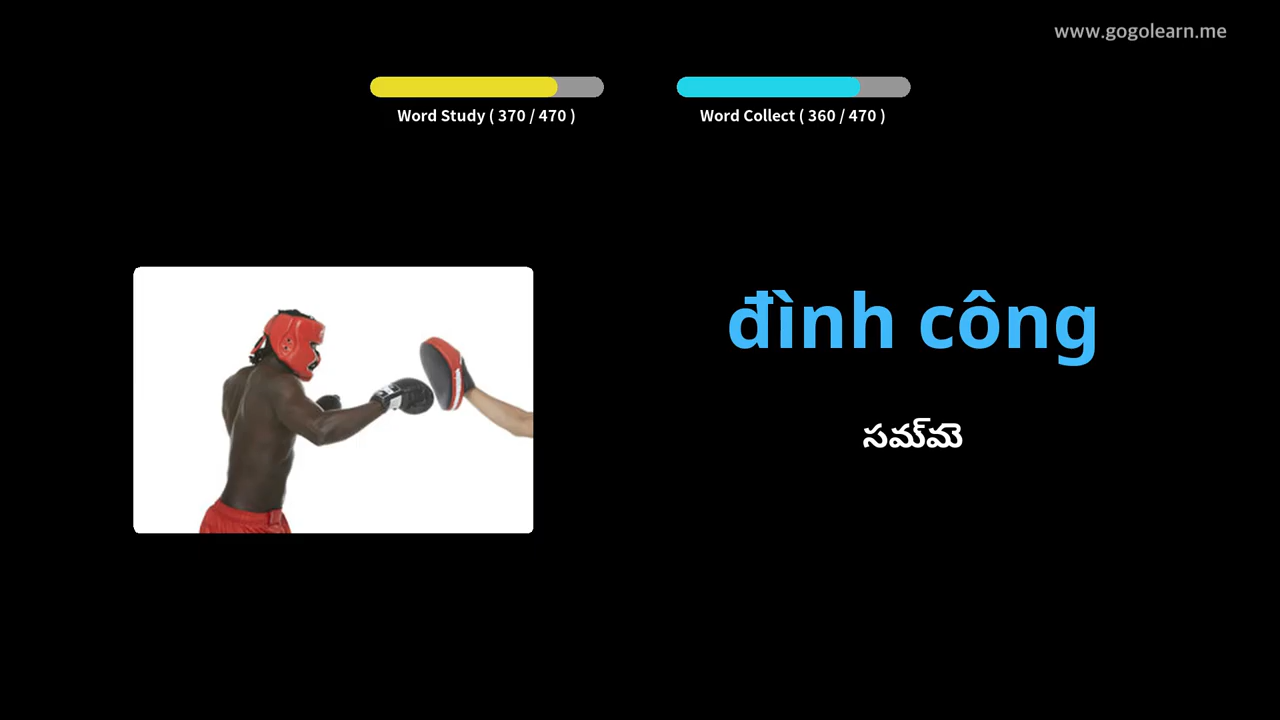 www.gogolearn.me
Word Study ( 370 / 470 )
Word Collect ( 360 / 470 )
đình công
సమ్మె